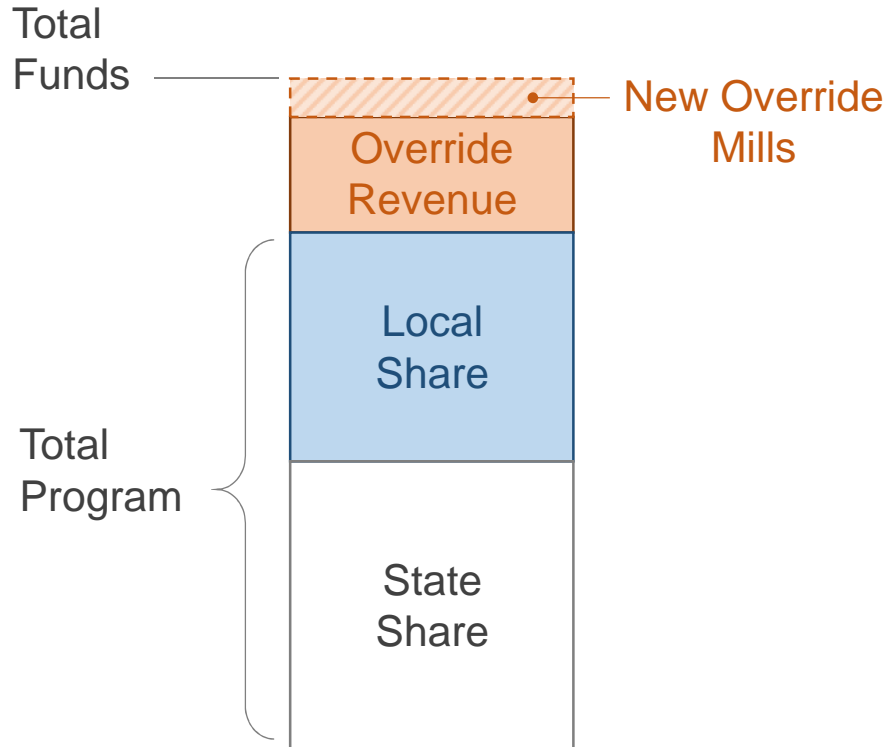 Total
Funds
New Override
Mills
Override
Revenue
Local
Share
Total
Program
State
Share